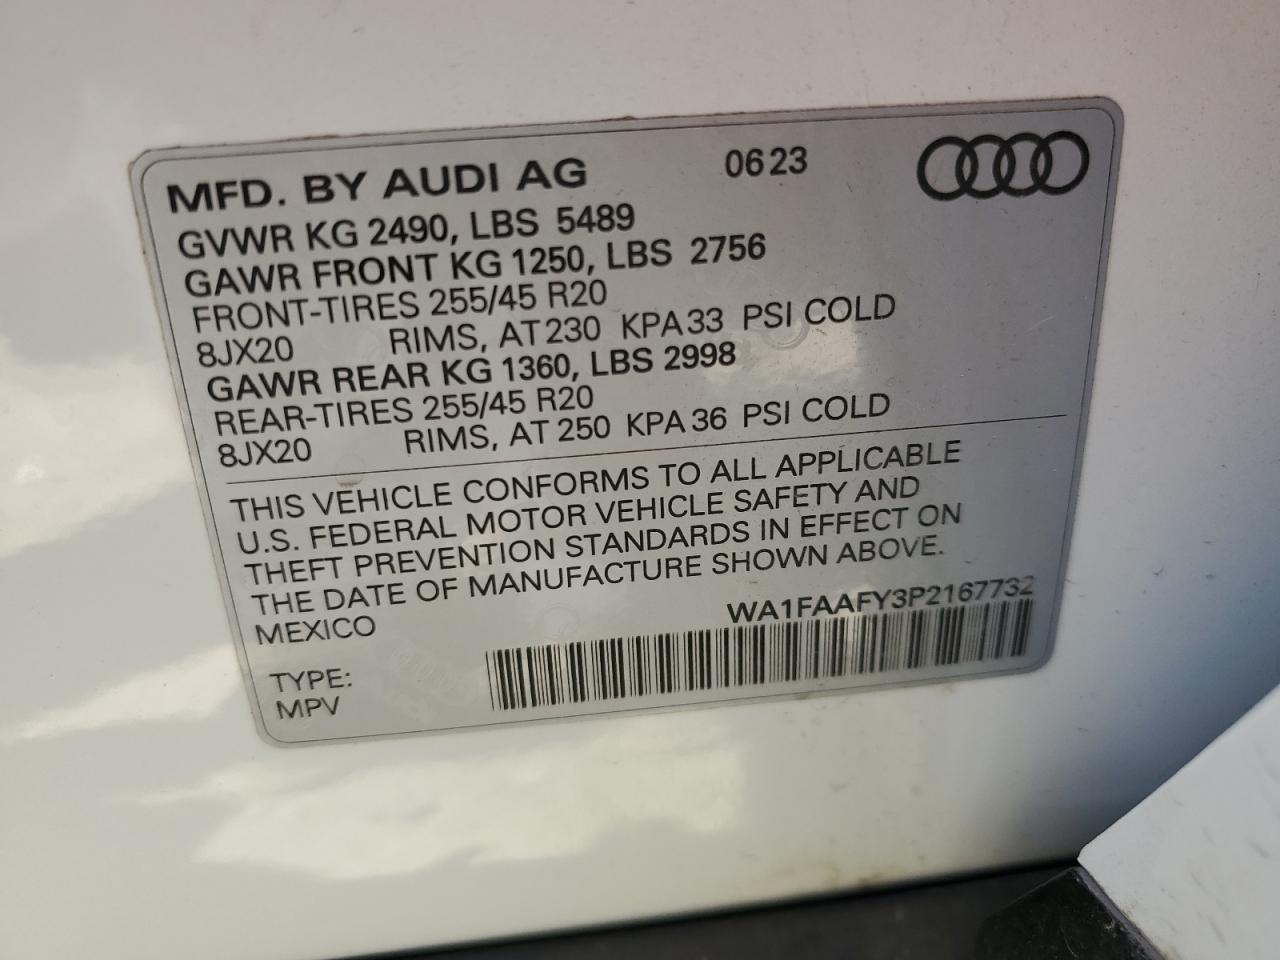 MFD. BY AUDI AG 0623
GVWR KG 2490, LBS 5489
GAWR FRONT KG 1250, LBS 2756
FRONT-TIRES 255/45 R20
8JX20 RIMS, AT 230 KPA 33 PSI COLD
GAWR REAR KG 1360, LBS 2998
REAR-TIRES 255/45 R20
8JX20 RIMS, AT 250 KPA 36 PSI COLD
THIS VEHICLE CONFORMS TO ALL APPLICABLE
U.S. FEDERAL MOTOR VEHICLE SAFETY AND
THEFT PREVENTION STANDARDS IN EFFECT ON
THE DATE OF MANUFACTURE SHOWN ABOVE.
MEXICO WA1FAAFY3P2167732
TYPE:
MPV